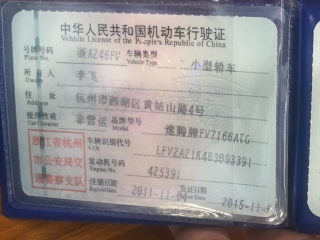 中华人民共和国机动车行驶证
Vehicle License of the People's Republic of China
号牌号码 浙A246FV 车辆类型 小型轿车
Plate No. Vehicle Type
所有人 李飞
Owner
住址 杭州市西湖区黄姑山路4号
Address
使用性质 非营运 品牌型号 速腾牌FV7166ATG
Use Character Model
浙江省杭州市公安局交通警察支队
车辆识别代号
VIN
发动机号码 425391
Engine No.
注册日期 2011-11-04 发证日期
Register Date Issue Date